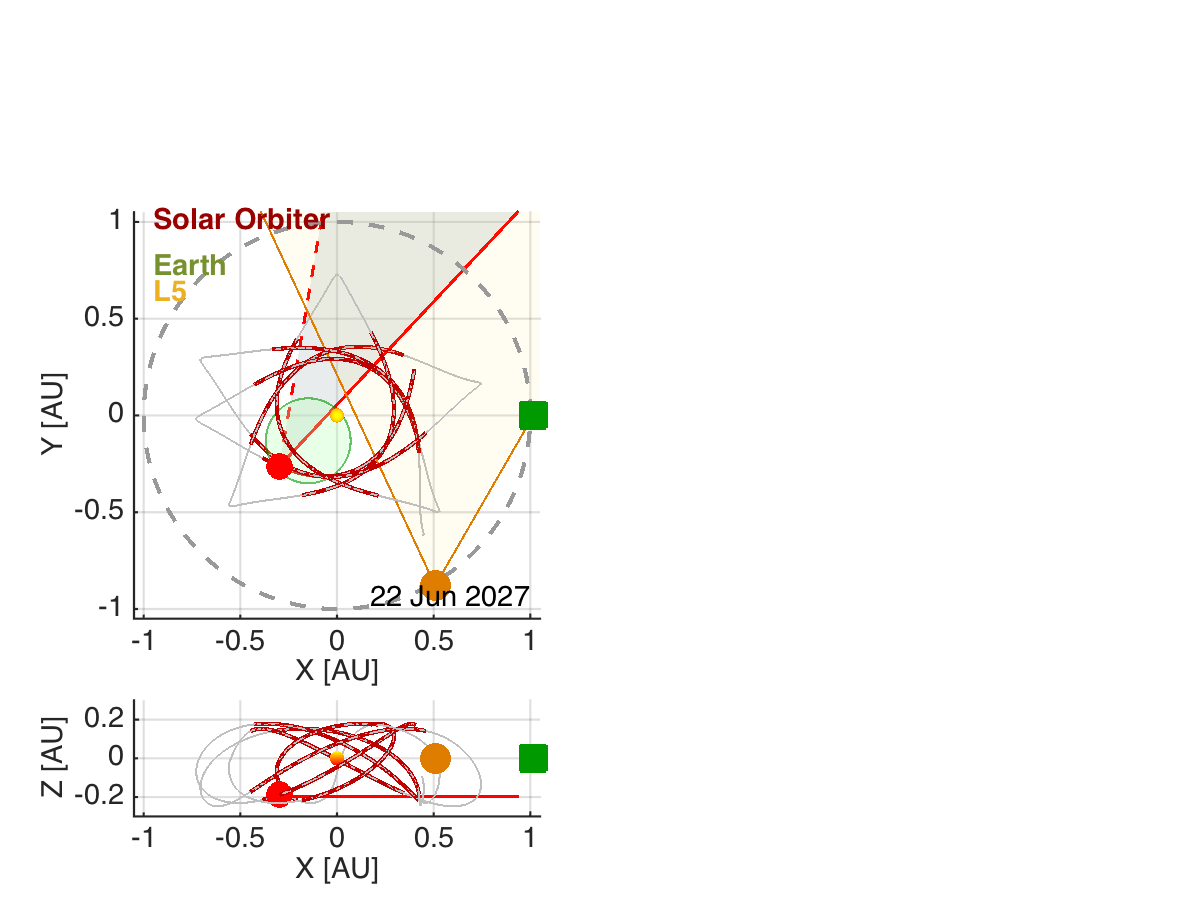 Solar Orbiter
Earth
L5
1
0.5
0
-0.5
-1
Y [AU]
22 Jun 2027
-1 -0.5 0 0.5 1
X [AU]
0.2
0
-0.2
Z [AU]
-1 -0.5 0 0.5 1
X [AU]